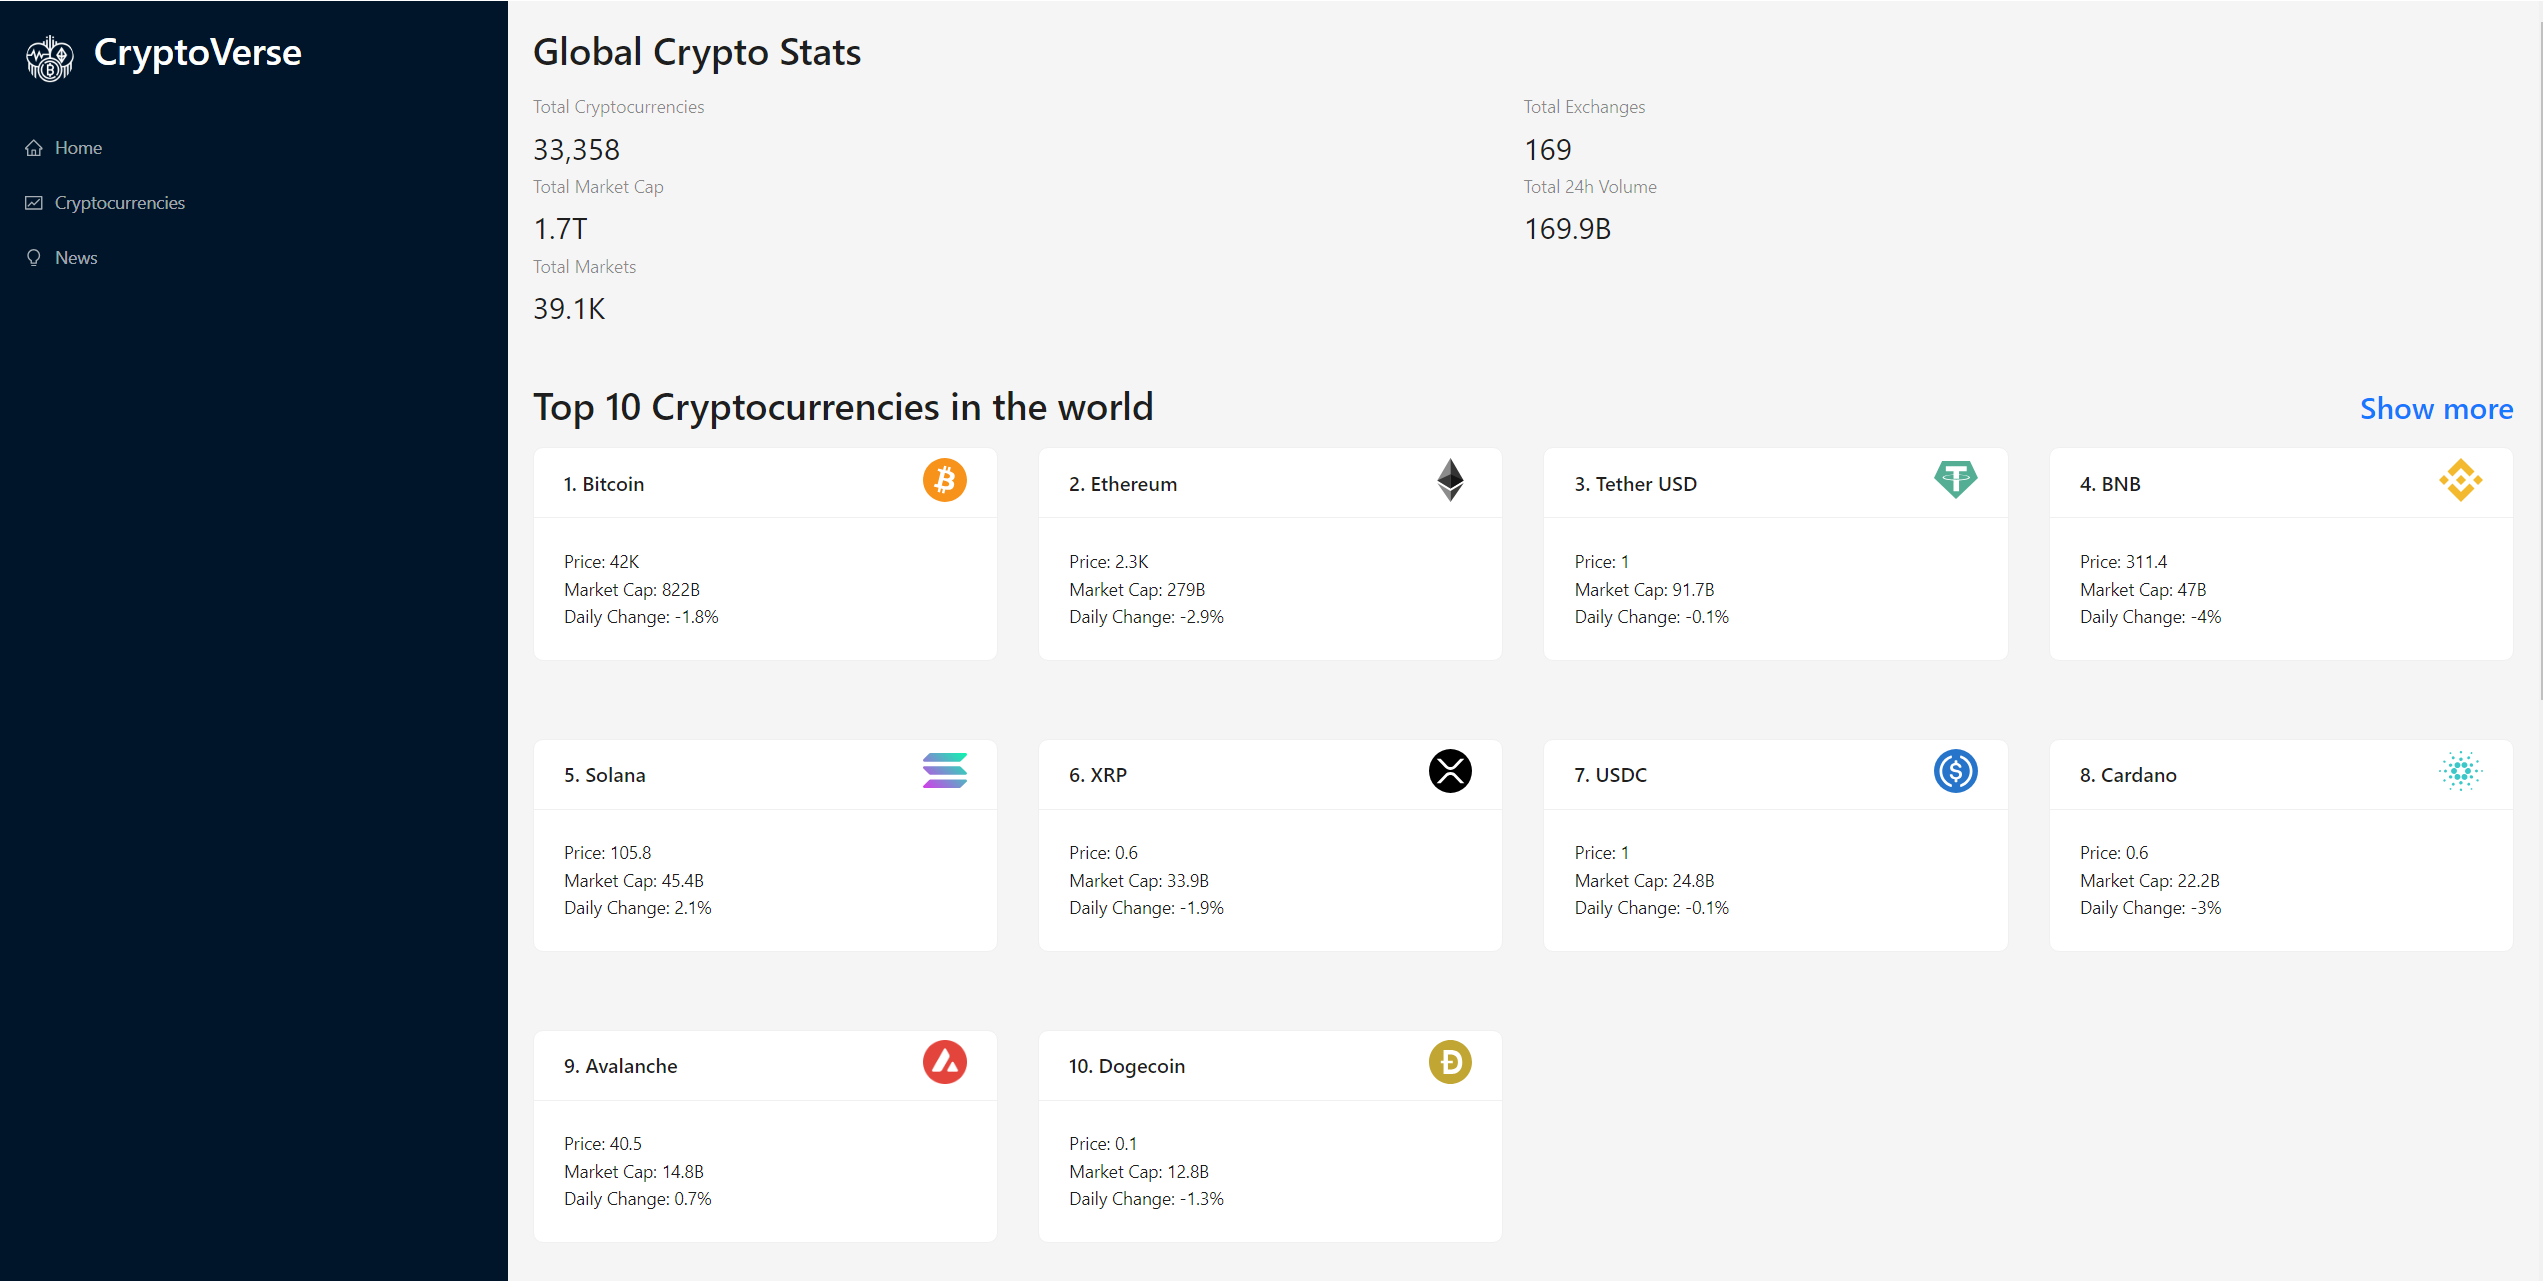 CryptoVerse
Home
Cryptocurrencies
News
Global Crypto Stats
Total Cryptocurrencies
33,358
Total Exchanges
169
Total Market Cap
1.7T
Total 24h Volume
169.9B
Total Markets
39.1K
Top 10 Cryptocurrencies in the world
Show more
1. Bitcoin
Price: 42K
Market Cap: 822B
Daily Change: -1.8%
2. Ethereum
Price: 2.3K
Market Cap: 279B
Daily Change: -2.9%
3. Tether USD
Price: 1
Market Cap: 91.7B
Daily Change: -0.1%
4. BNB
Price: 311.4
Market Cap: 47B
Daily Change: -4%
5. Solana
Price: 105.8
Market Cap: 45.4B
Daily Change: 2.1%
6. XRP
Price: 0.6
Market Cap: 33.9B
Daily Change: -1.9%
7. USDC
Price: 1
Market Cap: 24.8B
Daily Change: -0.1%
8. Cardano
Price: 0.6
Market Cap: 22.2B
Daily Change: -3%
9. Avalanche
Price: 40.5
Market Cap: 14.8B
Daily Change: 0.7%
10. Dogecoin
Price: 0.1
Market Cap: 12.8B
Daily Change: -1.3%